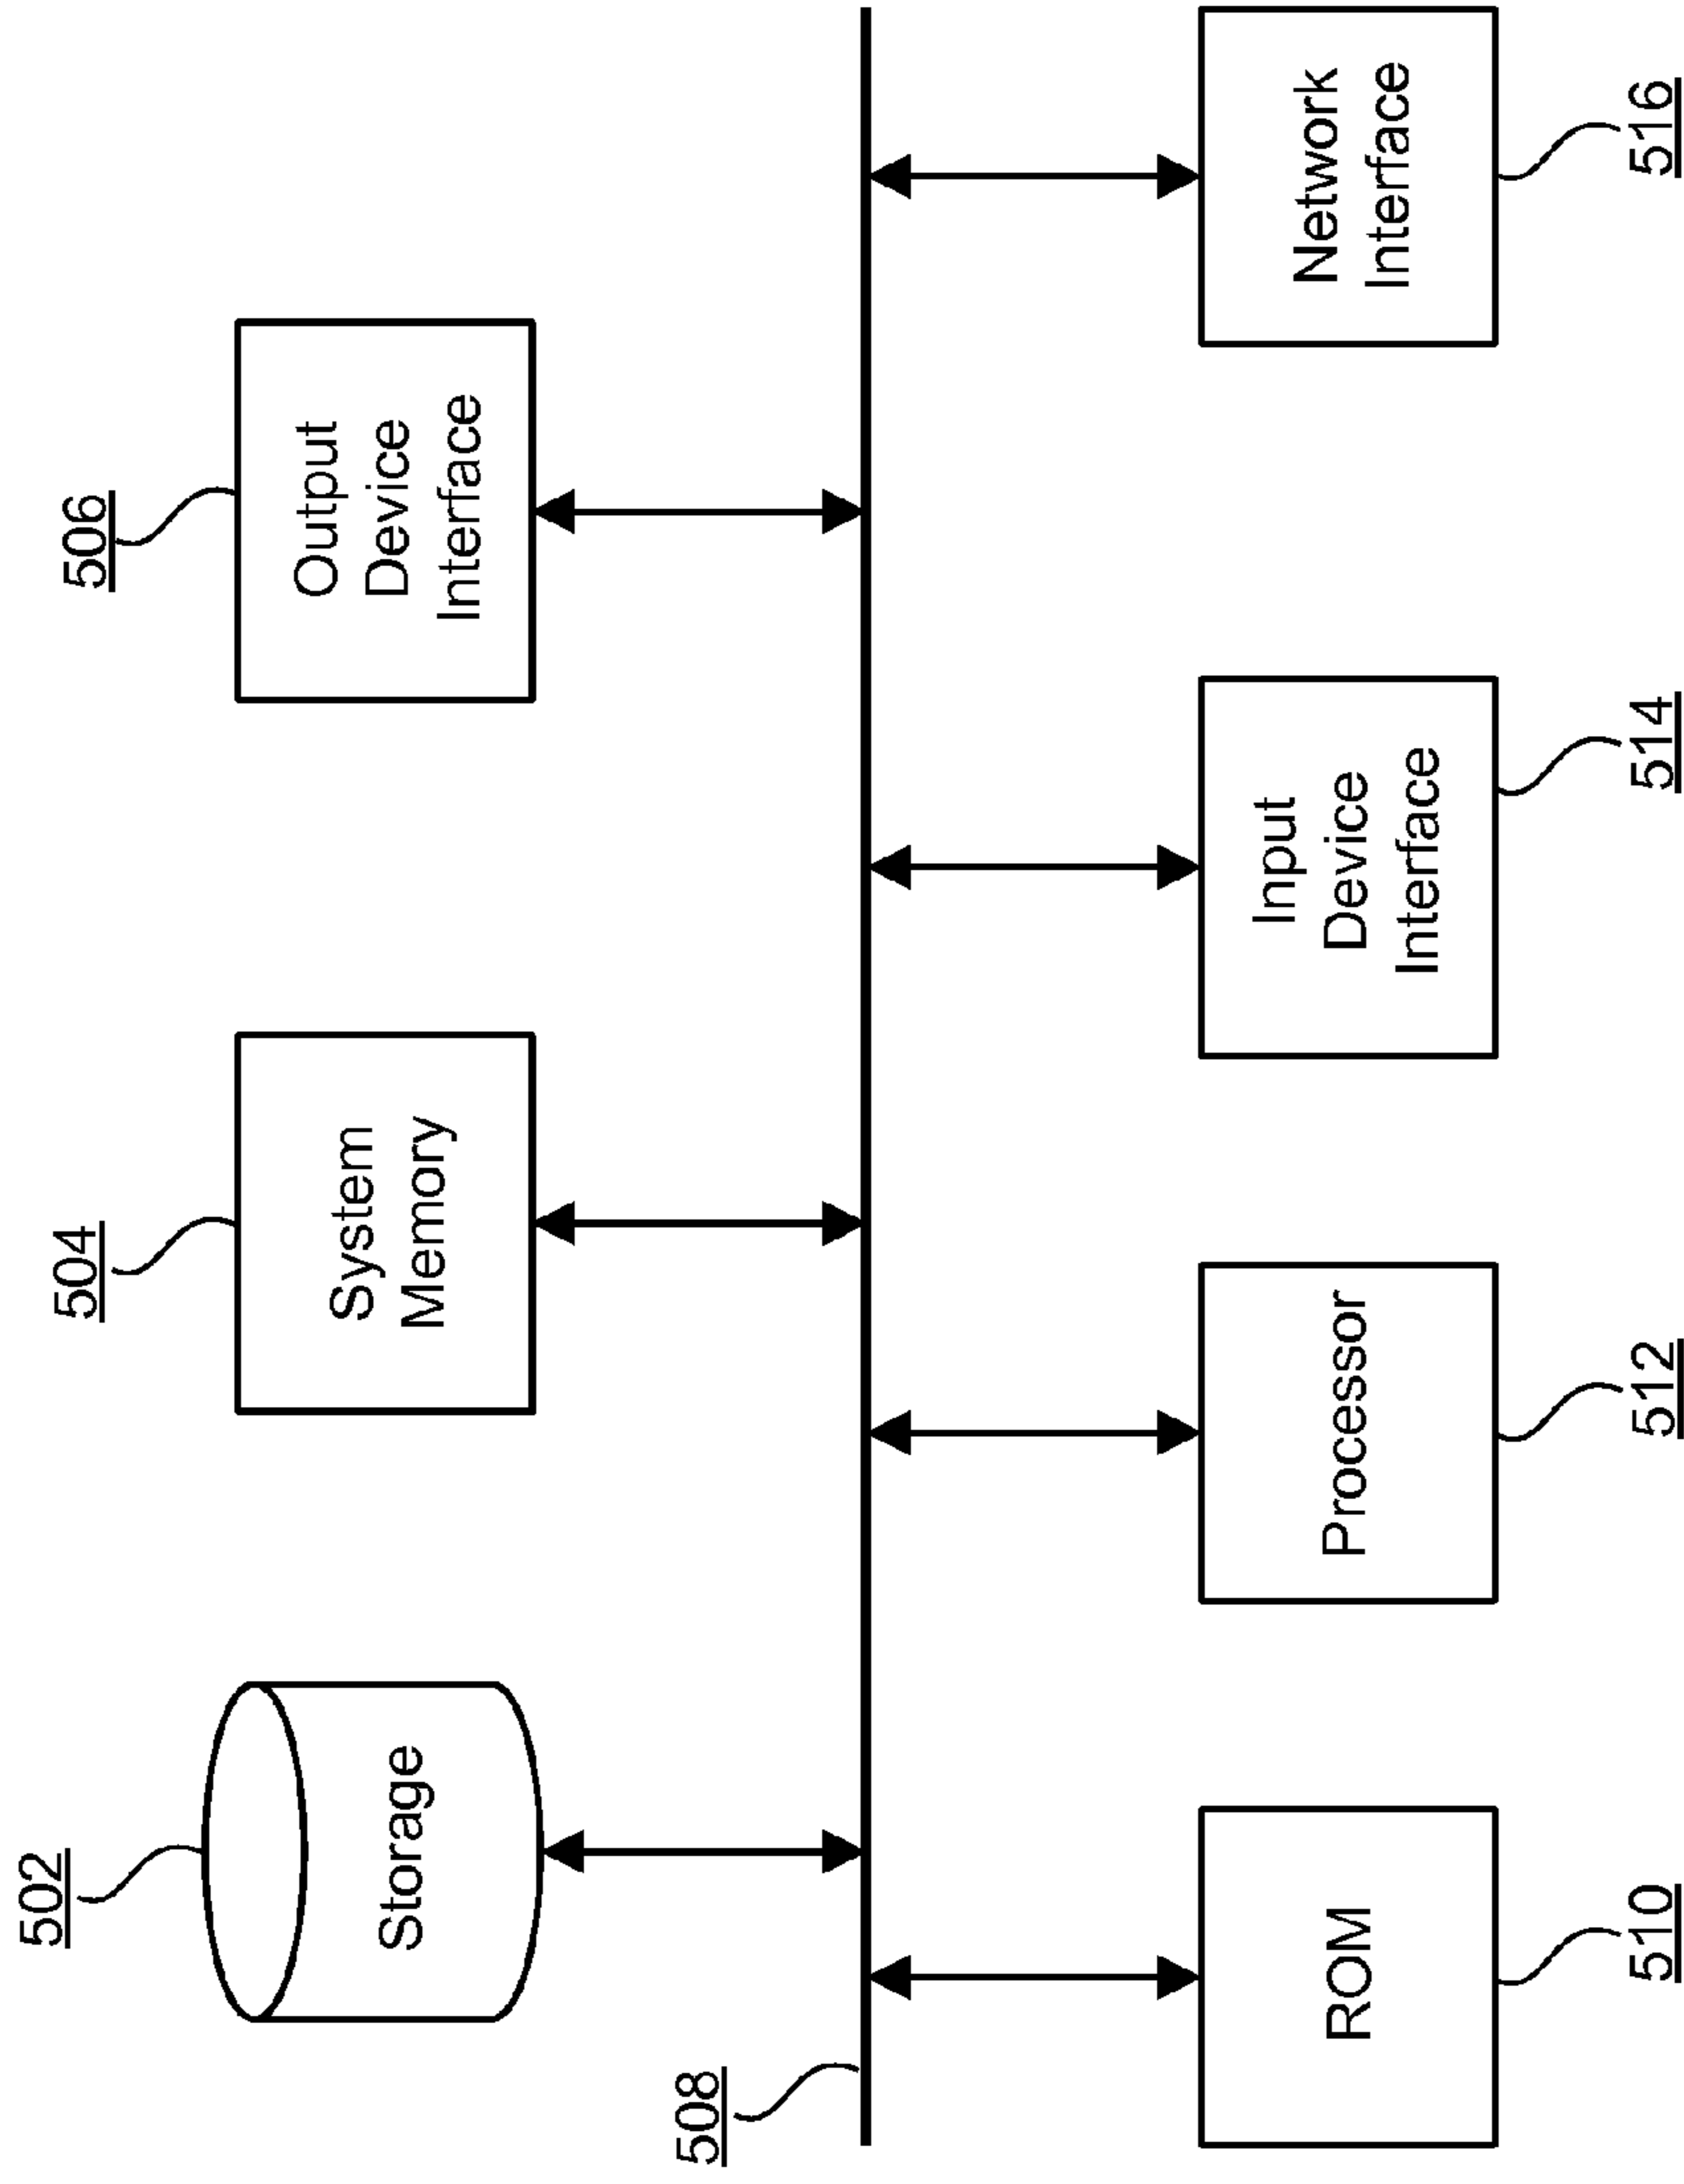 502
504
506
Storage
System
Memory
Output
Device
Interface
508
ROM
Processor
Input
Device
Interface
Network
Interface
510
512
514
516